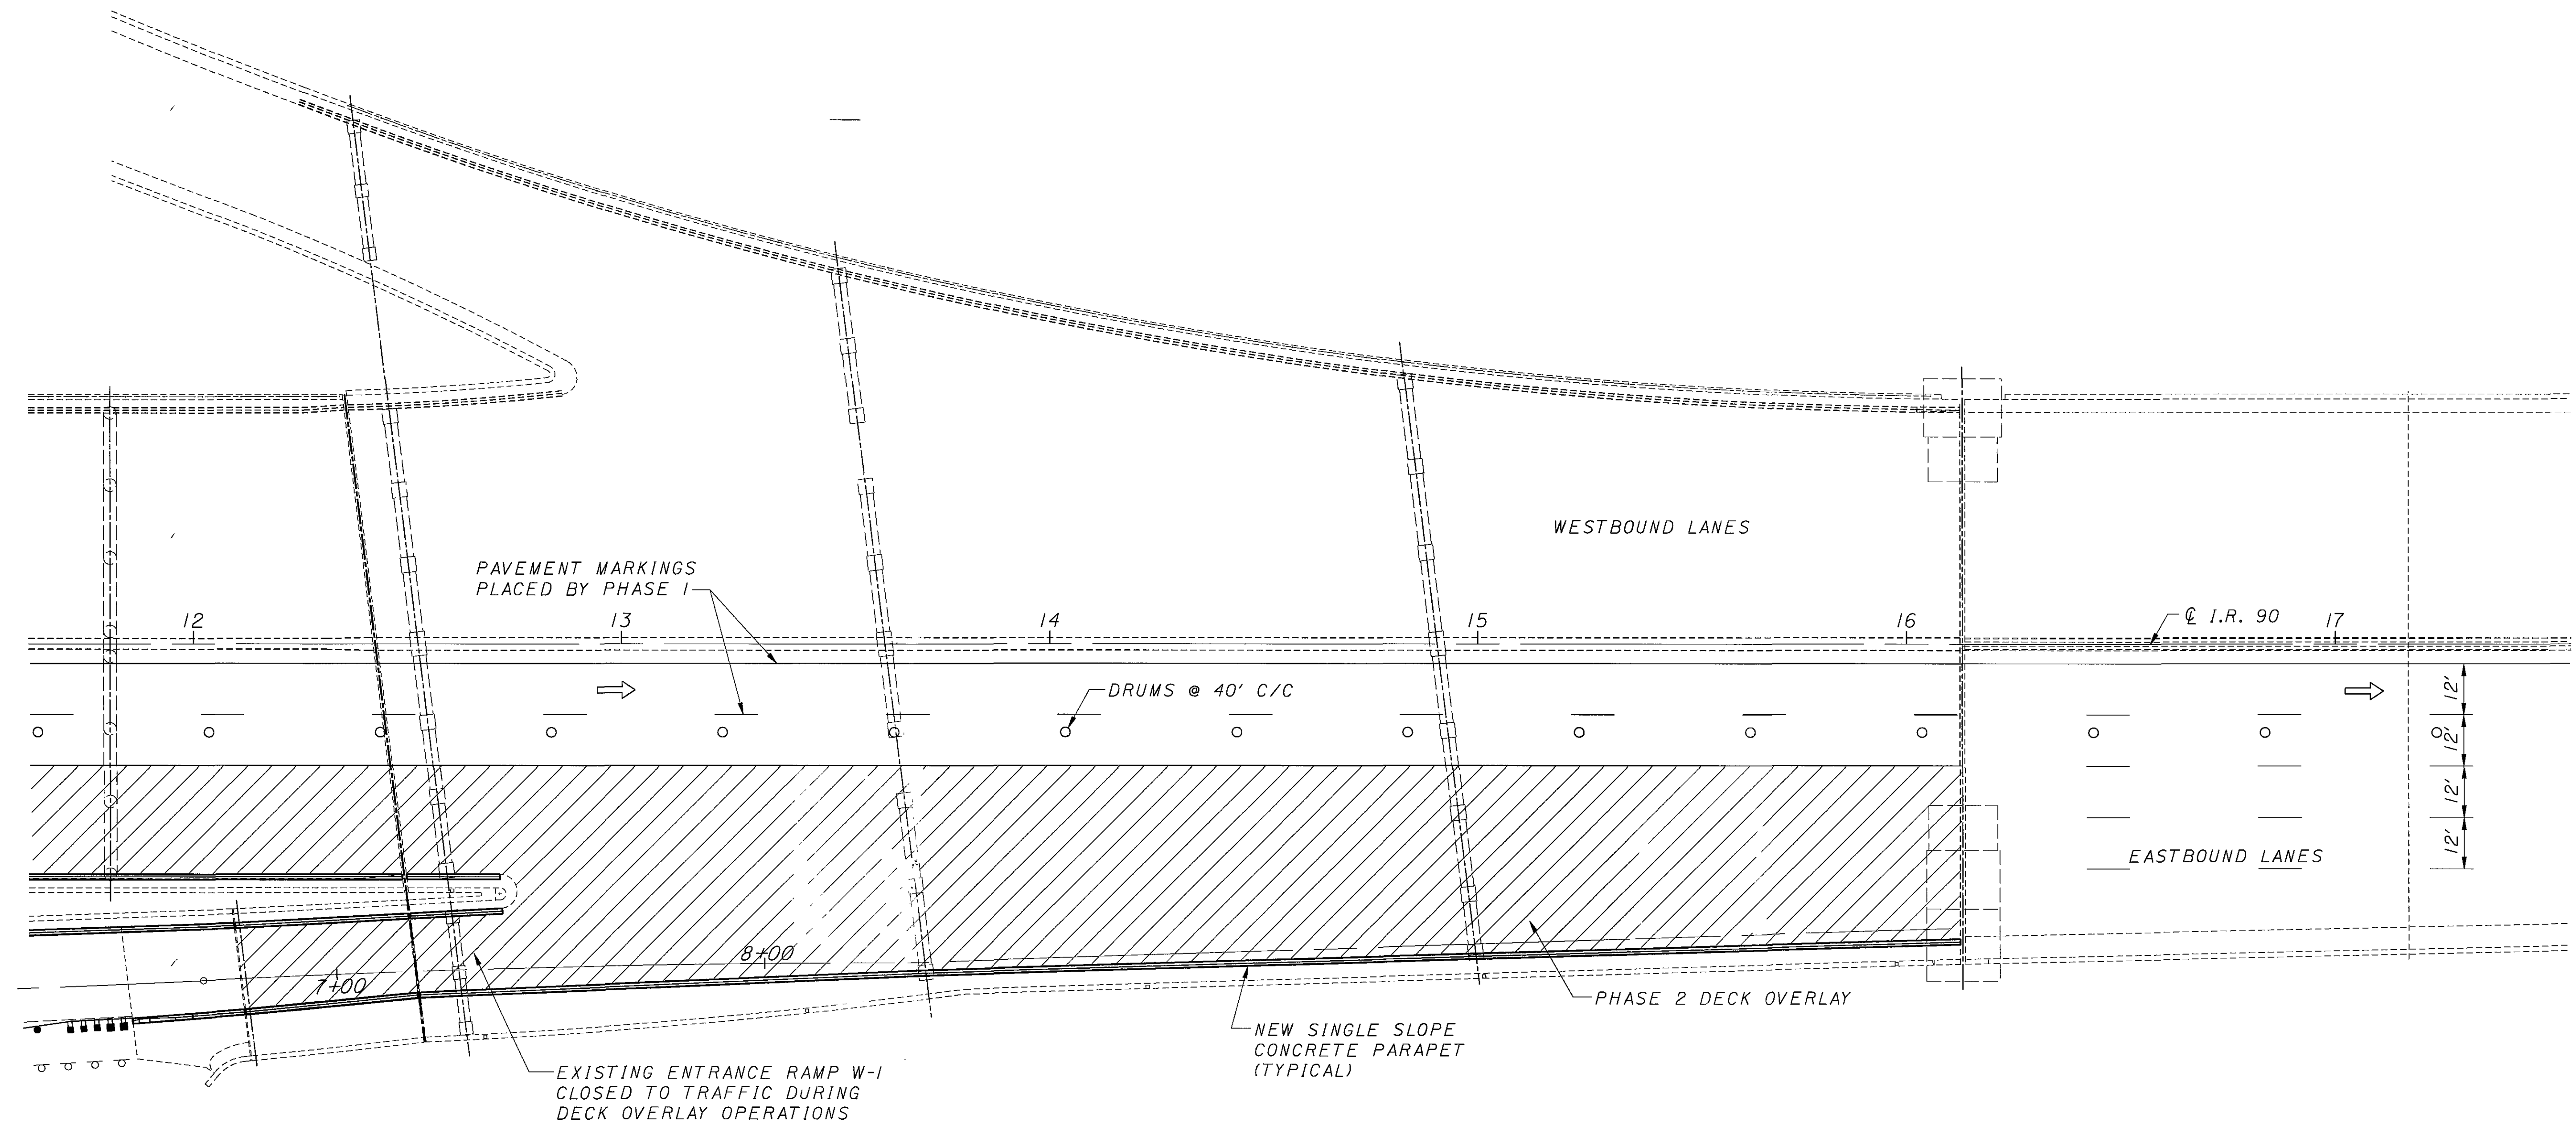 WESTBOUND LANES
PAVEMENT MARKINGS
PLACED BY PHASE 1
12
13
14
15
16
℄ I.R. 90
17
DRUMS @ 40' C/C
12'
12'
12'
12'
EASTBOUND LANES
8+00
7+00
PHASE 2 DECK OVERLAY
NEW SINGLE SLOPE
CONCRETE PARAPET
(TYPICAL)
EXISTING ENTRANCE RAMP W-1
CLOSED TO TRAFFIC DURING
DECK OVERLAY OPERATIONS